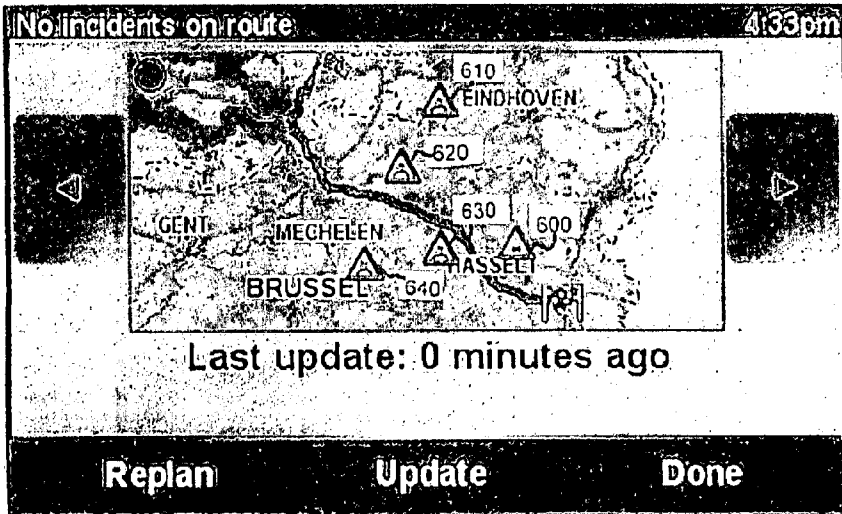 No incidents on route 4:33pm
610
EINDHOVEN
620
630 600
GENT MECHELEN
HASSELT
BRUSSEL 640
Last update: 0 minutes ago
Replan Update Done